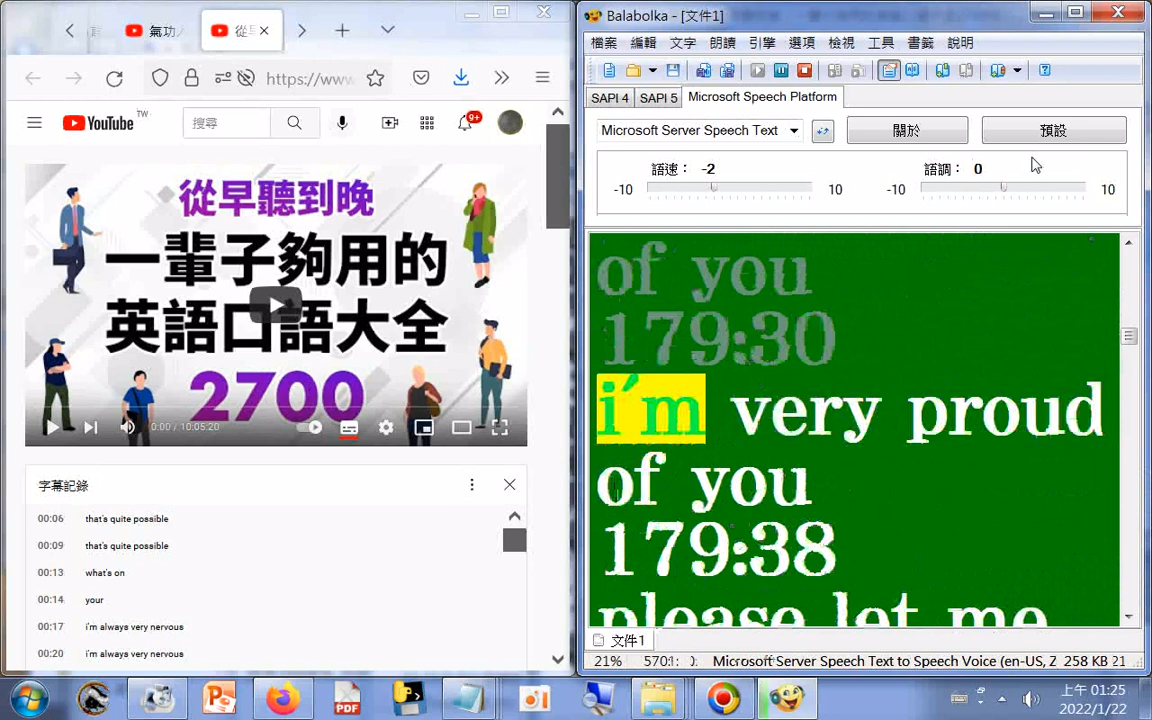 氣功
從
https://www
YouTube TW
搜尋
9+
從早聽到晚
一輩子夠用的
英語口語大全
2700
0:00 / 10:05:20
字幕記錄
00:06 that's quite possible
00:09 that's quite possible
00:13 what's on
00:14 your
00:17 i'm always very nervous
00:20 i'm always very nervous
Balabolka - [文件1]
檔案 編輯 文字 朗讀 引擎 選項 檢視 工具 書籤 說明
SAPI 4 SAPI 5 Microsoft Speech Platform
Microsoft Server Speech Text 關於 預設
語速： -2 語調： 0
-10 10 -10 10
of you
179:30
i'm very proud
of you
179:38
please let me
文件1
21% Microsoft Server Speech Text to Speech Voice (en-US, Z 258 KB 21
PDF
上午 01:25
2022/1/22